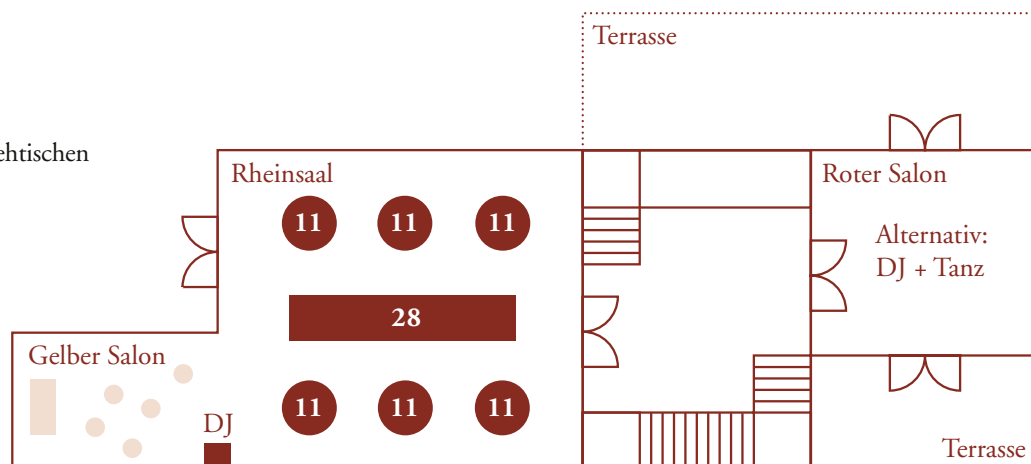 Terrasse
ehtischen
Rheinsaal
Roter Salon
11 11 11
Alternativ:
DJ + Tanz
28
Gelber Salon
11 11 11
DJ
Terrasse